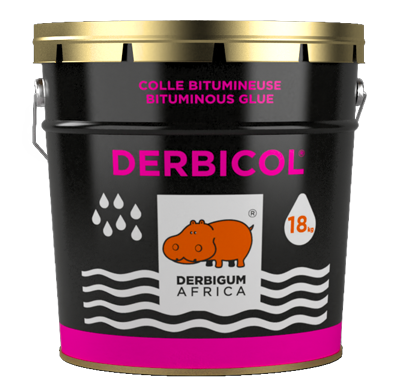 COLLE BITUMINEUSE
BITUMINOUS GLUE
DERBICOL®
®
18kg
DERBIGUM
AFRICA